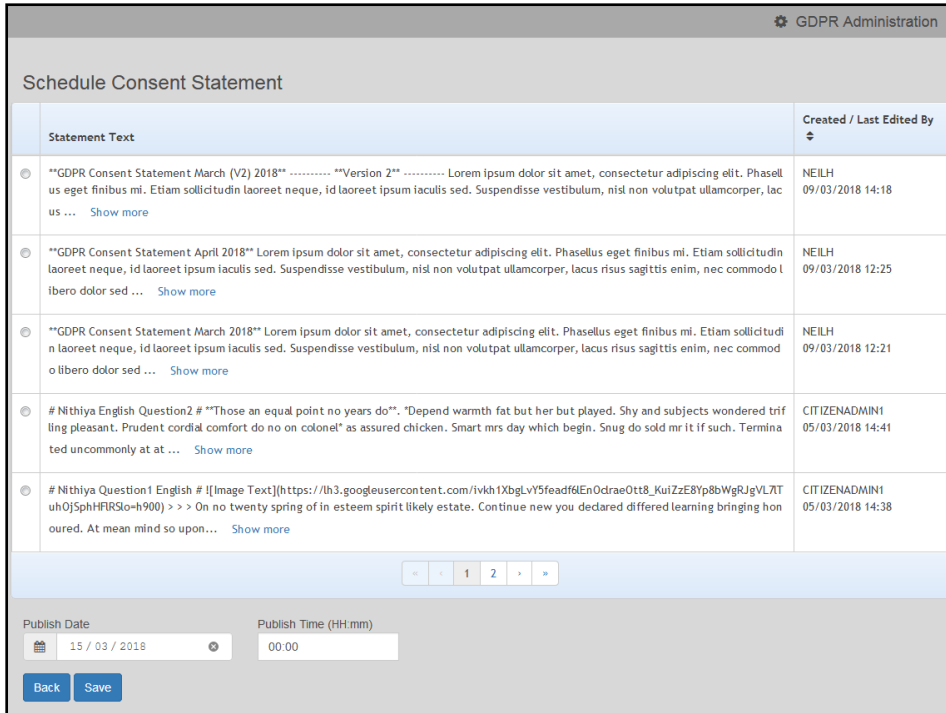 GDPR Administration
Schedule Consent Statement
Created / Last Edited By
Statement Text
**GDPR Consent Statement March (V2) 2018** ---------- **Version 2** ---------- Lorem ipsum dolor sit amet, consectetur adipiscing elit. Phasell
us eget finibus mi. Etiam sollicitudin laoreet neque, id laoreet ipsum iaculis sed. Suspendisse vestibulum, nisl non volutpat ullamcorper, lac
us ... Show more
NEILH
09/03/2018 14:18
**GDPR Consent Statement April 2018** Lorem ipsum dolor sit amet, consectetur adipiscing elit. Phasellus eget finibus mi. Etiam sollicitudin
laoreet neque, id laoreet ipsum iaculis sed. Suspendisse vestibulum, nisl non volutpat ullamcorper, lacus risus sagittis enim, nec commodo l
ibero dolor sed ... Show more
NEILH
09/03/2018 12:25
**GDPR Consent Statement March 2018** Lorem ipsum dolor sit amet, consectetur adipiscing elit. Phasellus eget finibus mi. Etiam sollicitudi
n laoreet neque, id laoreet ipsum iaculis sed. Suspendisse vestibulum, nisl non volutpat ullamcorper, lacus risus sagittis enim, nec commod
o libero dolor sed ... Show more
NEILH
09/03/2018 12:21
# Nithiya English Question2 # **Those an equal point no years do**. *Depend warmth fat but her but played. Shy and subjects wondered trif
ling pleasant. Prudent cordial comfort do no on colonel* as assured chicken. Smart mrs day which begin. Snug do sold mr it if such. Termina
ted uncommonly at at ... Show more
CITIZENADMIN1
05/03/2018 14:41
# Nithiya Question1 English # > > > On no twenty spring of in esteem spirit likely estate. Continue new you declared differed learning bringing hon
oured. At mean mind so upon... Show more
CITIZENADMIN1
05/03/2018 14:38
« ‹ 1 2 › »
Publish Date
Publish Time (HH:mm)
15 / 03 / 2018
00:00
Back Save